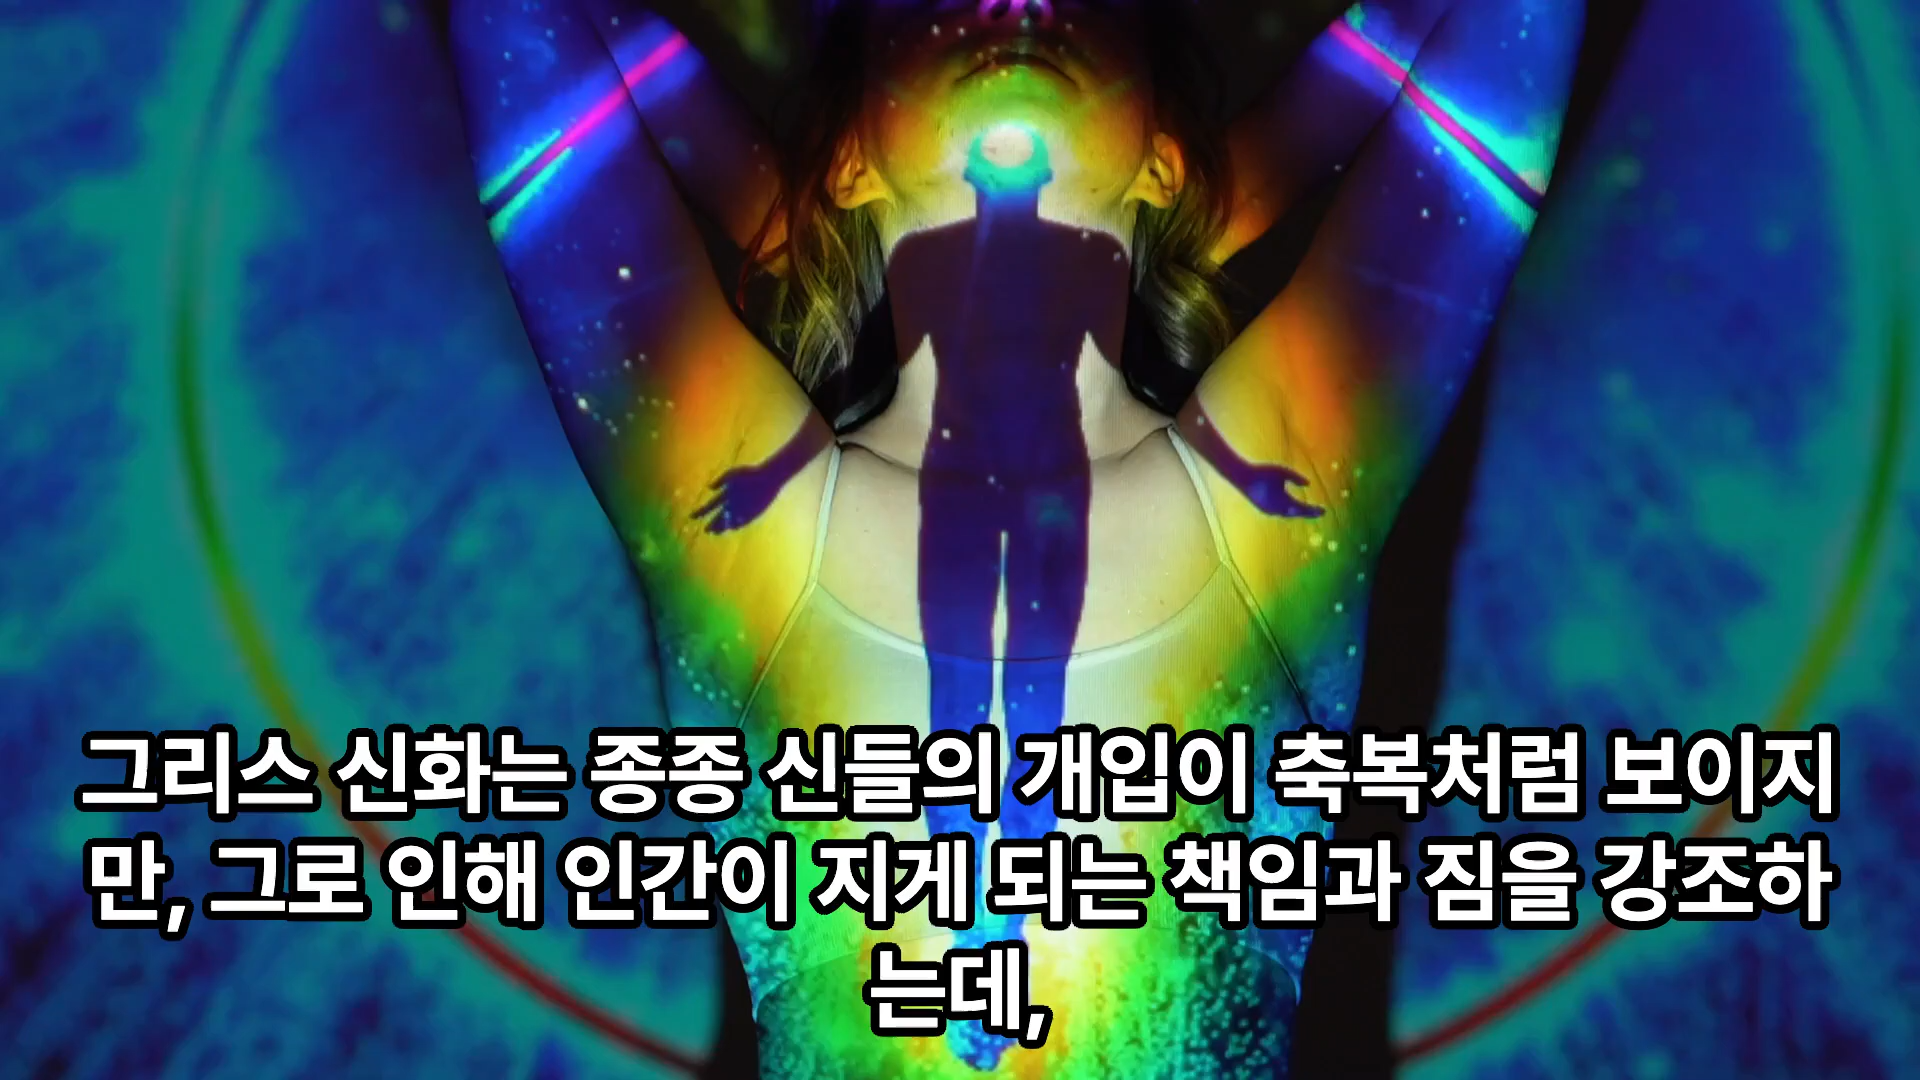 그리스 신화는 종종 신들의 개입이 축복처럼 보이지
만, 그로 인해 인간이 지게 되는 책임과 짐을 강조하
는데,